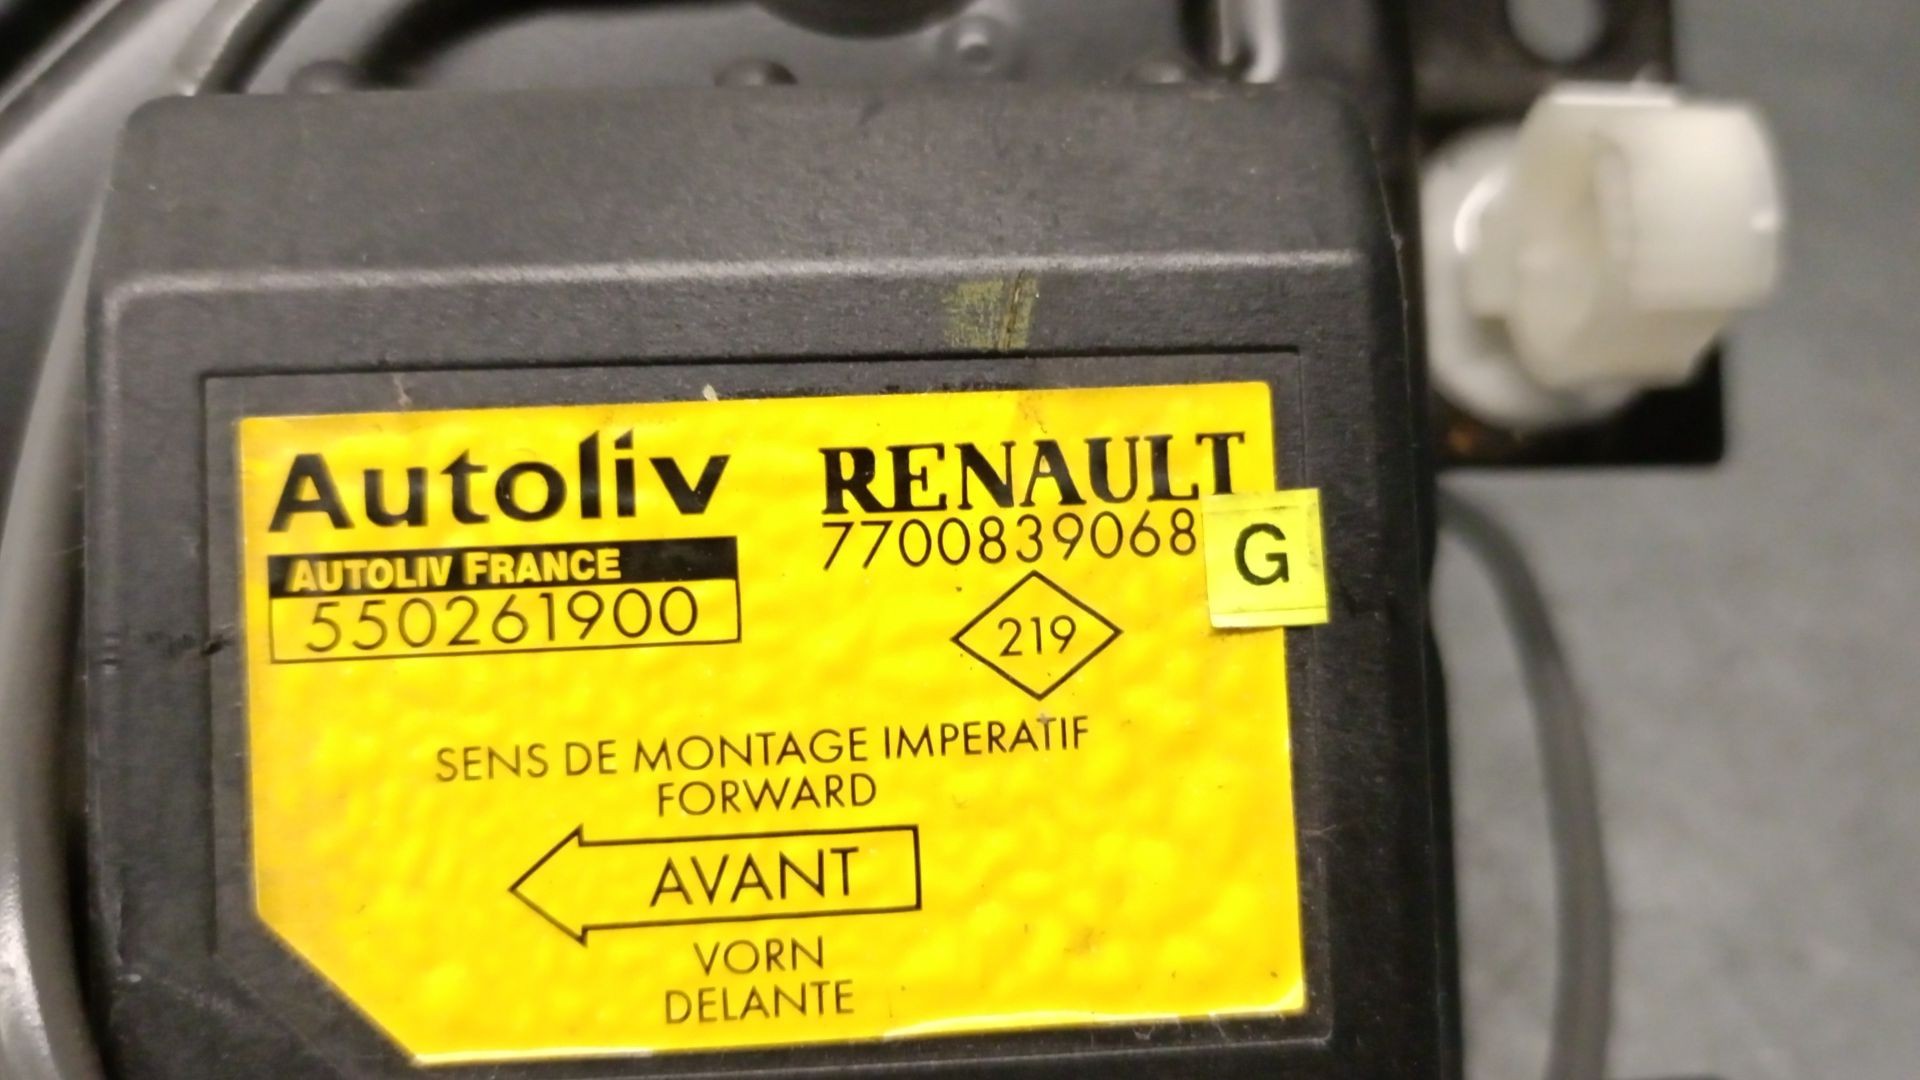 Autoliv
AUTOLIV FRANCE
550261900
RENAULT
7700839068
G
219
SENS DE MONTAGE IMPERATIF
FORWARD
AVANT
VORN
DELANTE